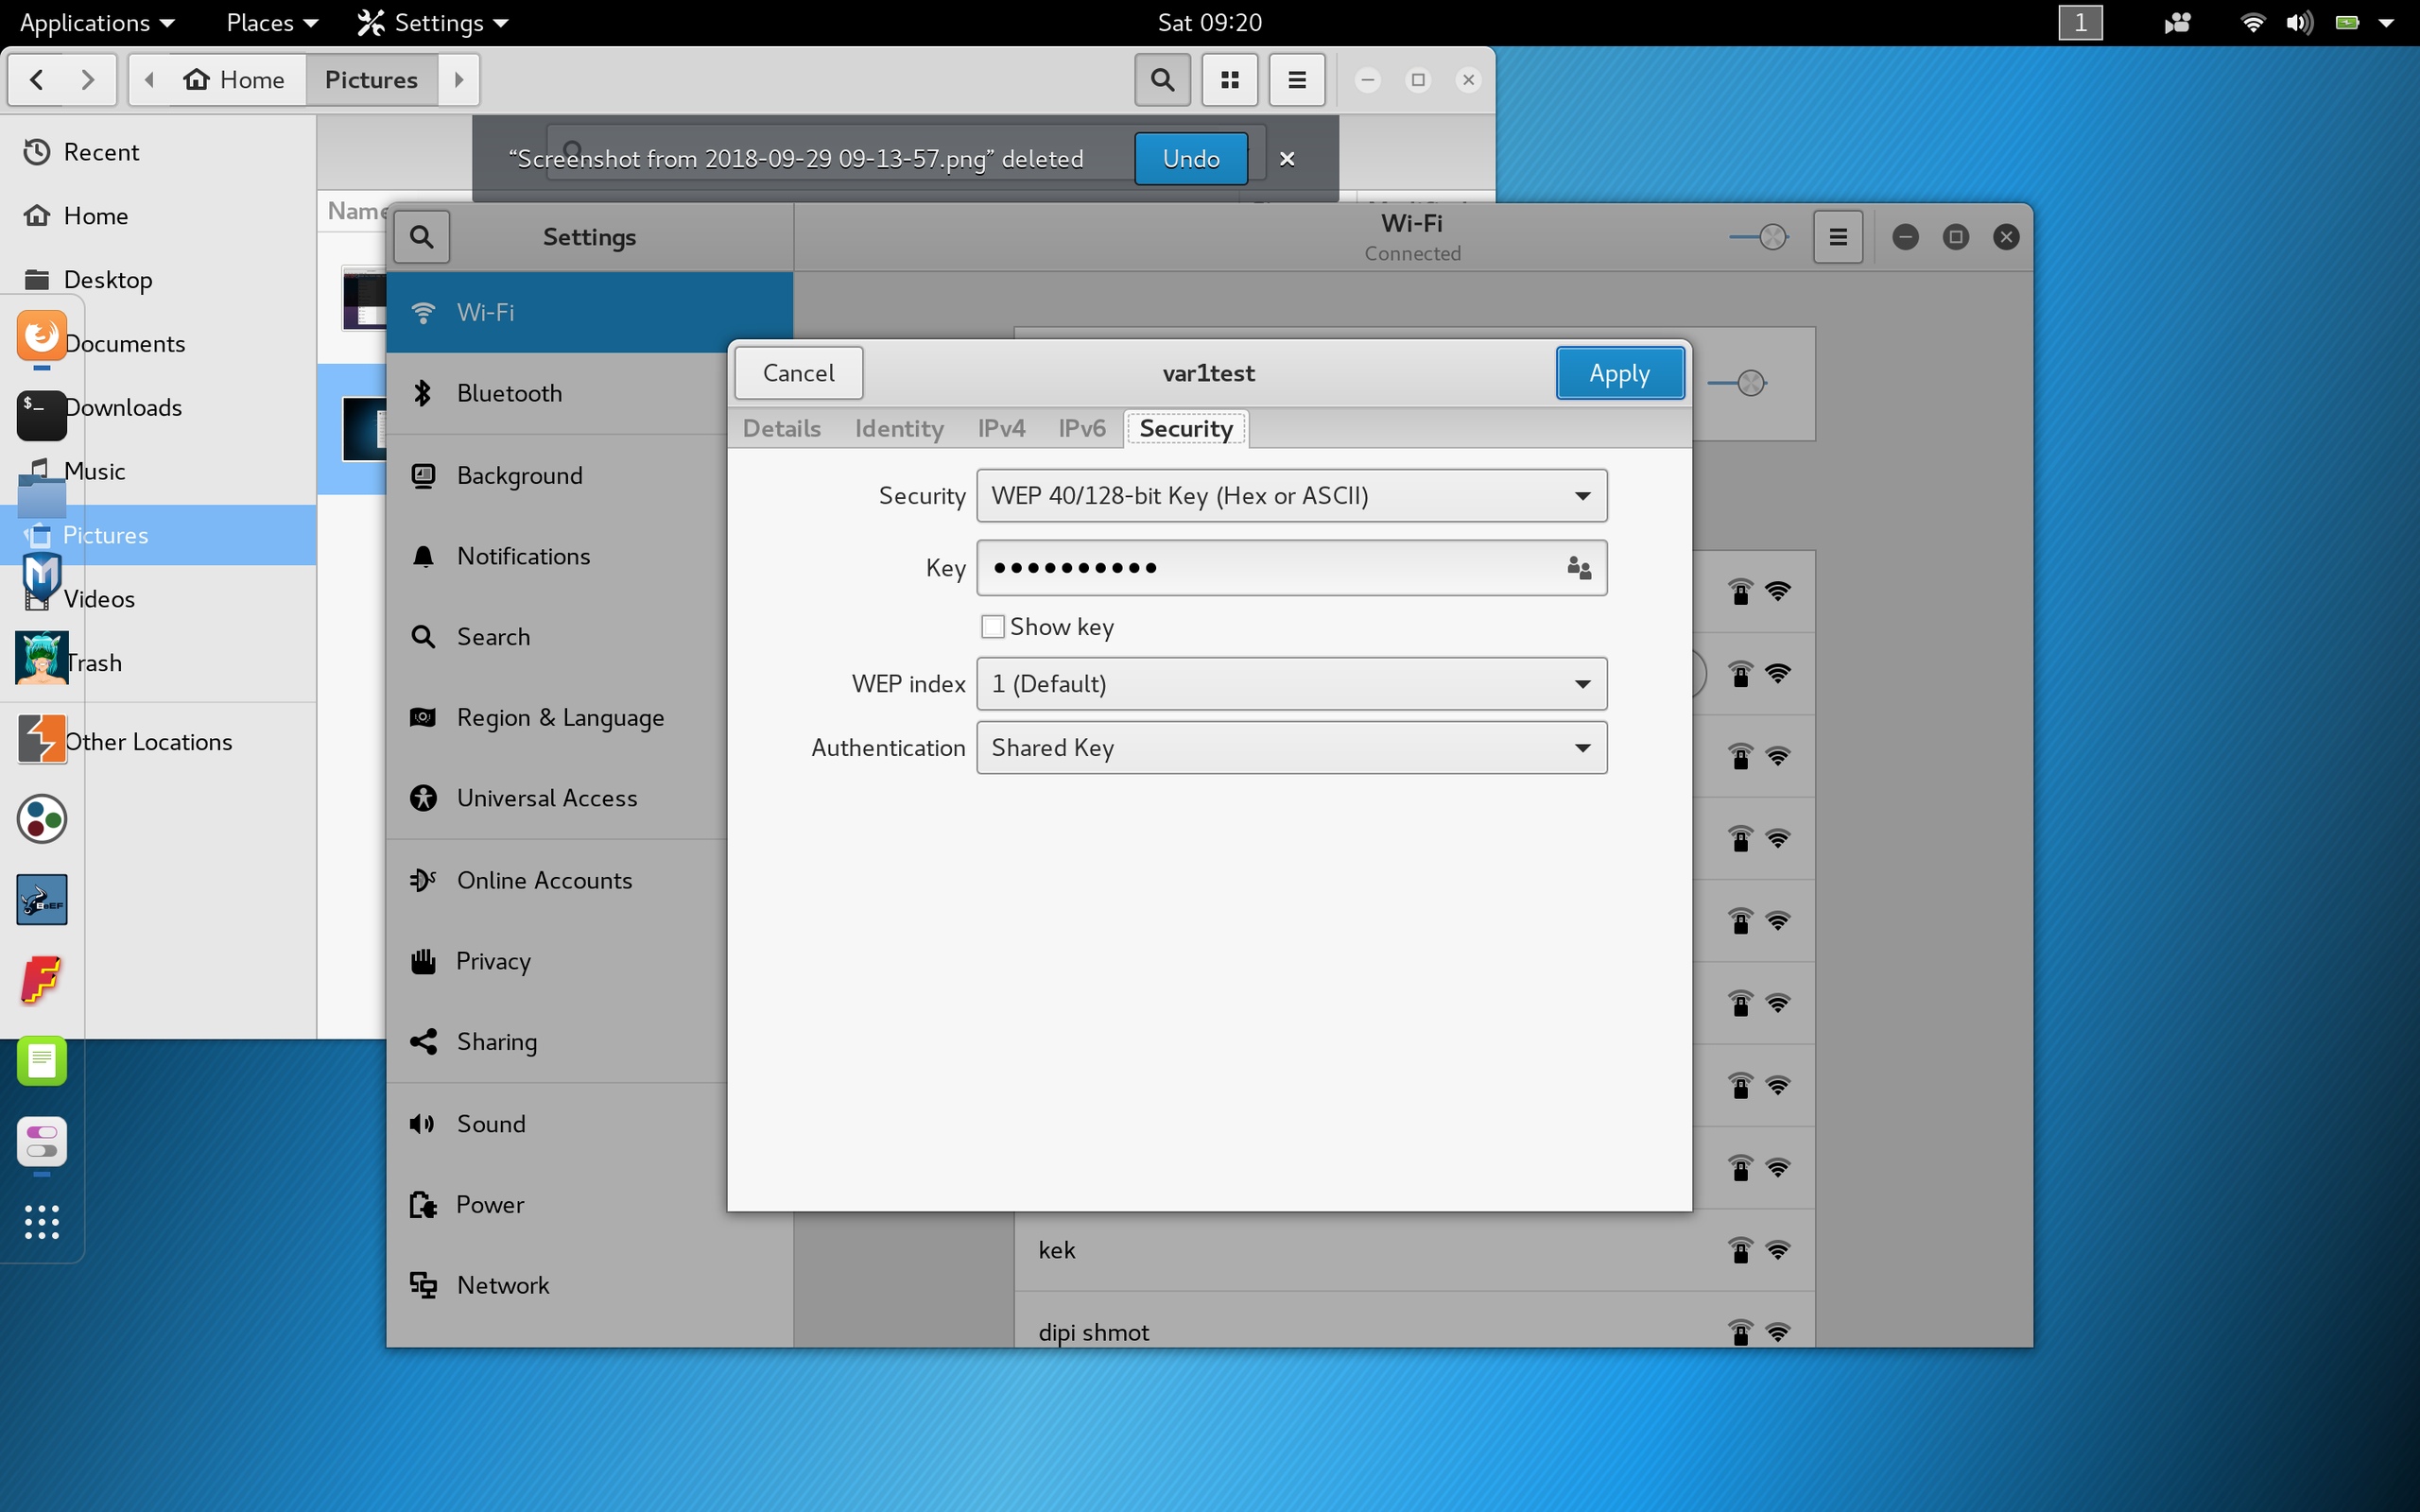 Applications Places Settings Sat 09:20 1
Home Pictures
Recent
Home
Desktop
Documents
Downloads
Music
Pictures
Videos
Trash
Other Locations
“Screenshot from 2018-09-29 09-13-57.png” deleted Undo
Name
Settings
Wi-Fi
Connected
Wi-Fi
Bluetooth
Background
Notifications
Search
Region & Language
Universal Access
Online Accounts
Privacy
Sharing
Sound
Power
Network
Cancel var1test Apply
Details Identity IPv4 IPv6 Security
Security WEP 40/128-bit Key (Hex or ASCII)
Key ••••••••••
Show key
WEP index 1 (Default)
Authentication Shared Key
kek
dipi shmot